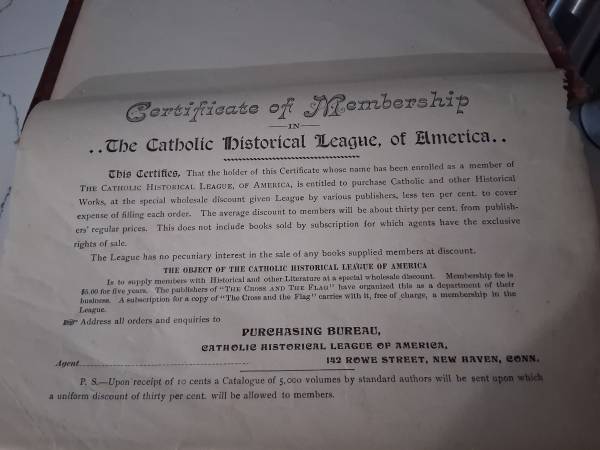 Certificate of Membership
IN
..The Catholic Historical League, of America..
This Certifies, That the holder of this Certificate whose name has been enrolled as a member of
THE CATHOLIC HISTORICAL LEAGUE, OF AMERICA, is entitled to purchase Catholic and other Historical
Works, at the special wholesale discount given League by various publishers, less ten per cent. to cover
expense of filling each order. The average discount to members will be about thirty per cent. from publish-
ers' regular prices. This does not include books sold by subscription for which agents have the exclusive
rights of sale.
The League has no pecuniary interest in the sale of any books supplied members at discount.
THE OBJECT OF THE CATHOLIC HISTORICAL LEAGUE OF AMERICA
Is to supply members with Historical and other Literature at a special wholesale discount. Membership fee is
$5.00 for five years. The publishers of "THE CROSS AND THE FLAG" have organized this as a department of their
business. A subscription for a copy of "The Cross and the Flag" carries with it, free of charge, a membership in the
League.
☞ Address all orders and enquiries to
PURCHASING BUREAU,
CATHOLIC HISTORICAL LEAGUE OF AMERICA,
Agent 142 ROWE STREET, NEW HAVEN, CONN.
P. S.—Upon receipt of 10 cents a Catalogue of 5,000 volumes by standard authors will be sent upon which
a uniform discount of thirty per cent. will be allowed to members.